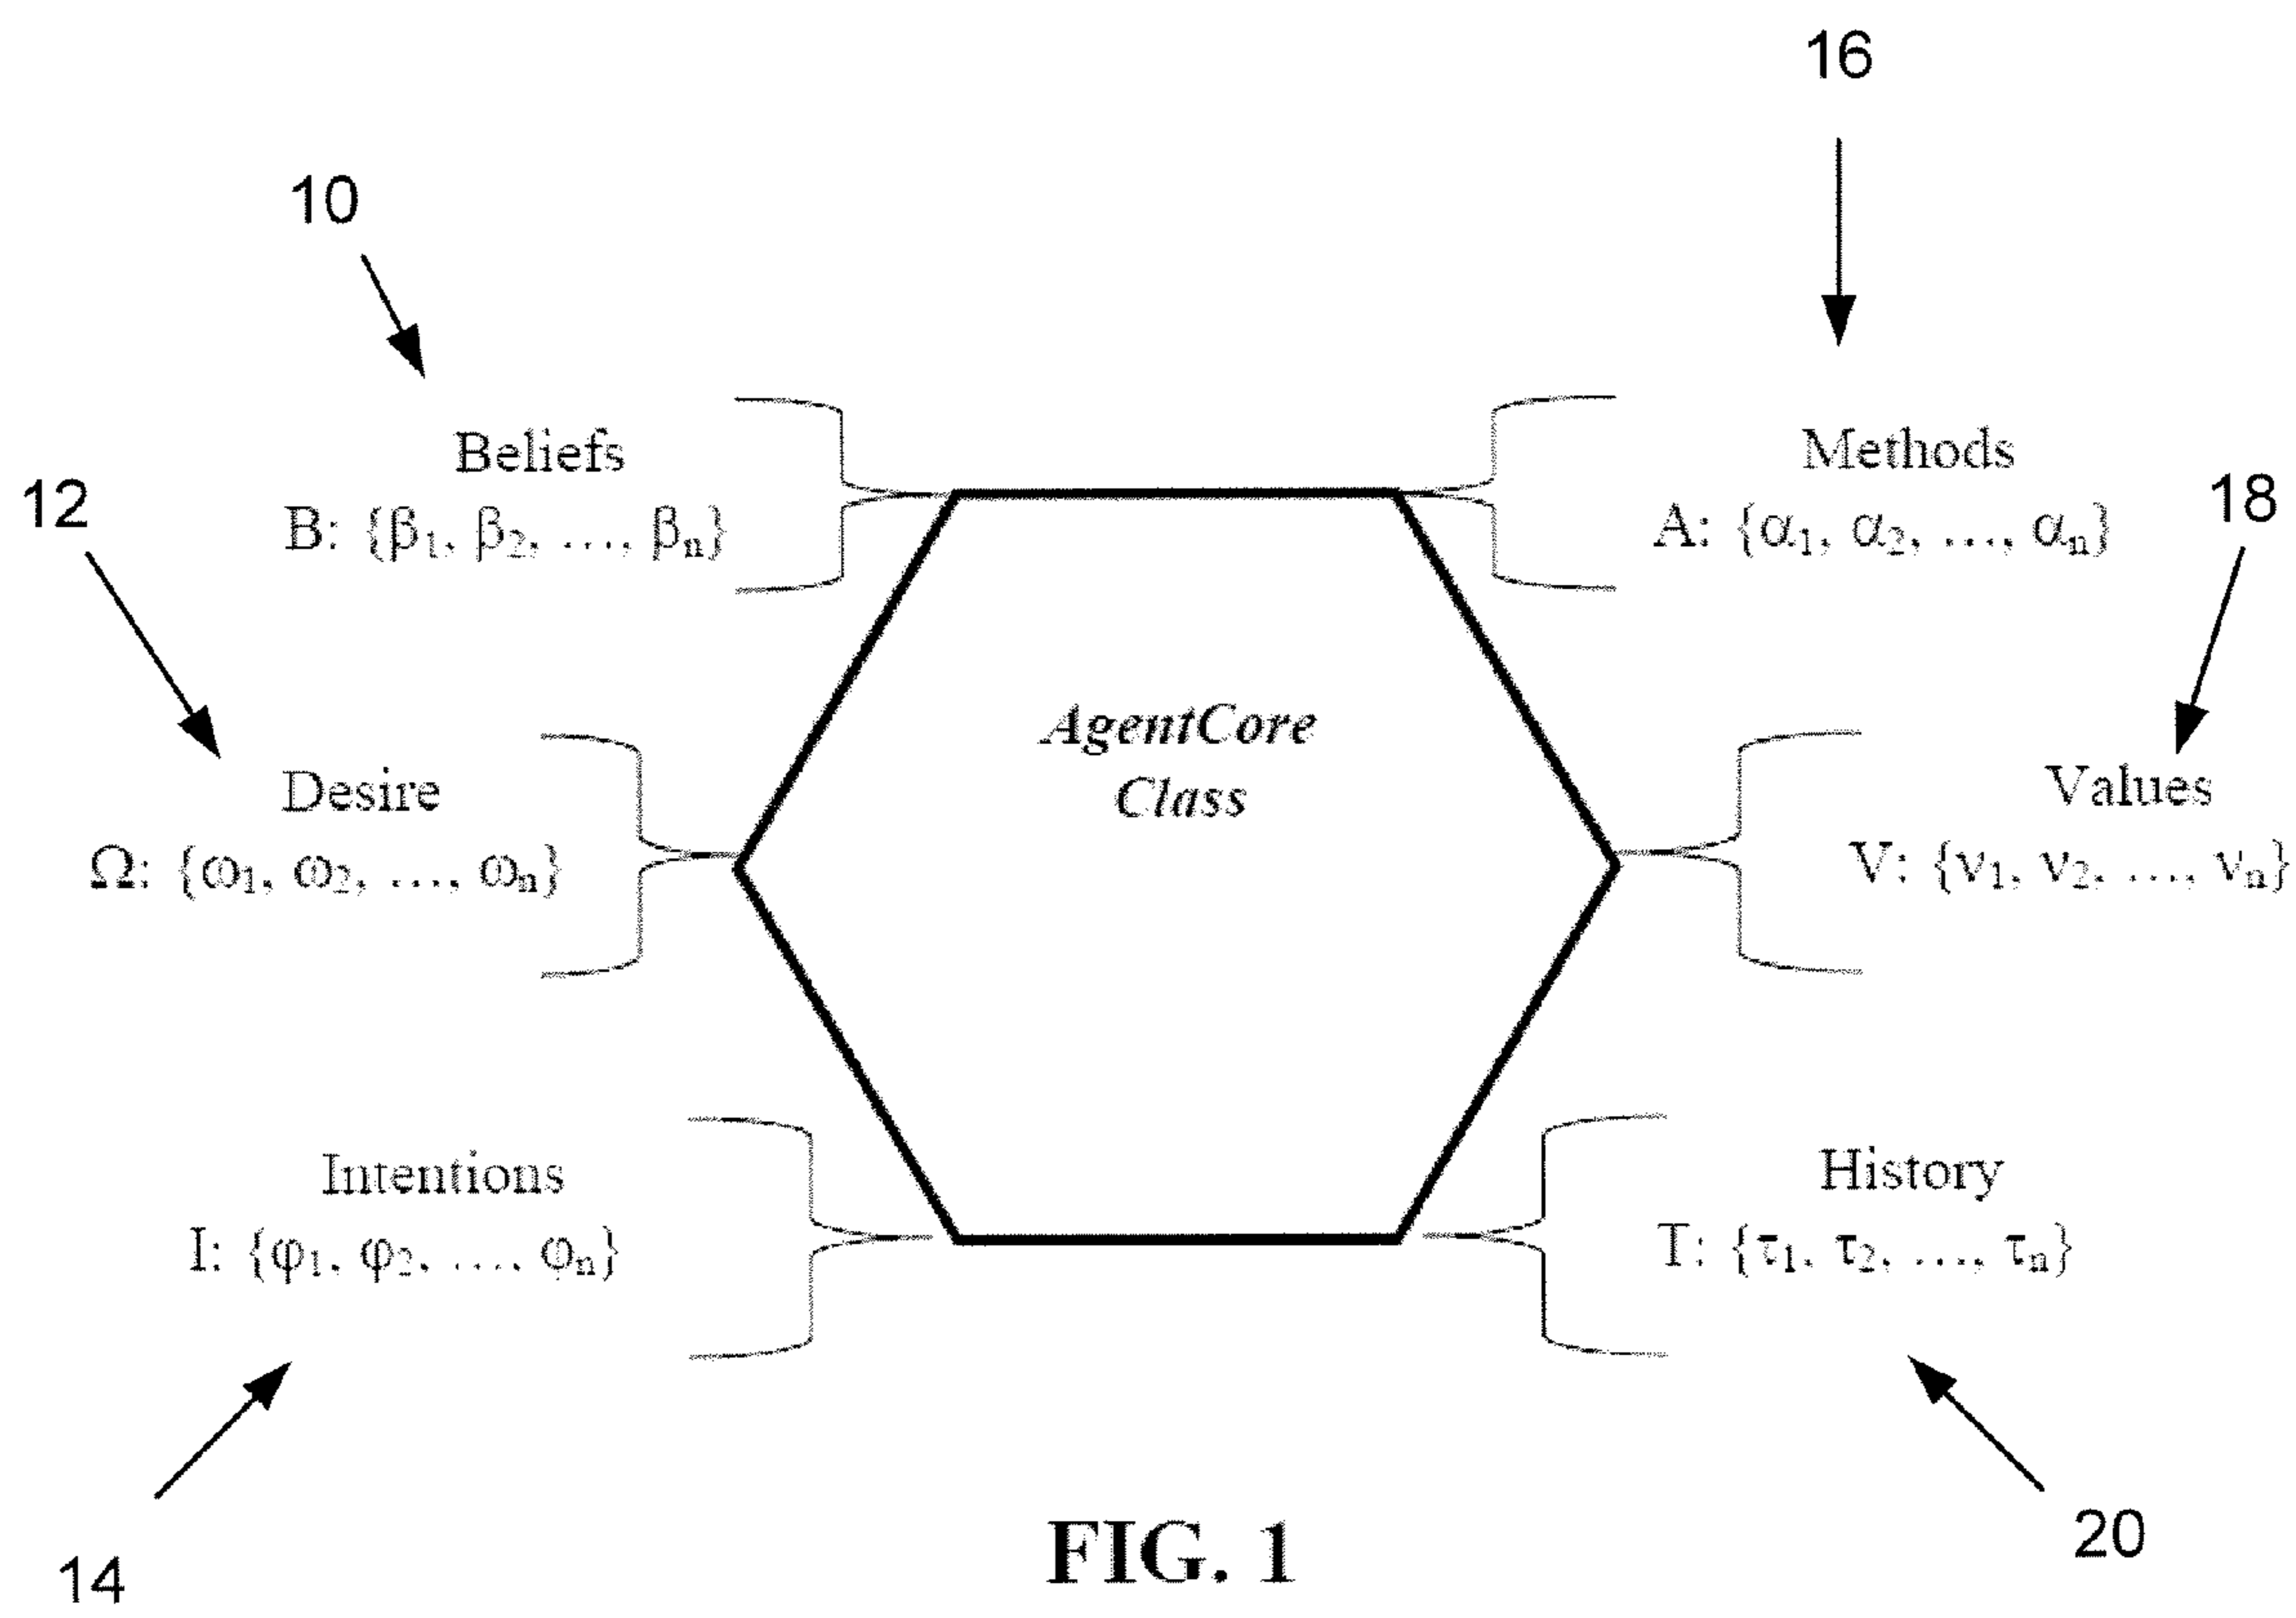 16
10
Beliefs
B: {β₁, β₂, …, βₙ}
Methods
A: {α₁, α₂, …, αₙ}
12
18
AgentCore
Class
Desire
Ω: {ω₁, ω₂, …, ωₙ}
Values
V: {ν₁, ν₂, …, νₙ}
Intentions
I: {φ₁, φ₂, …, φₙ}
History
T: {τ₁, τ₂, …, τₙ}
14
20
FIG. 1